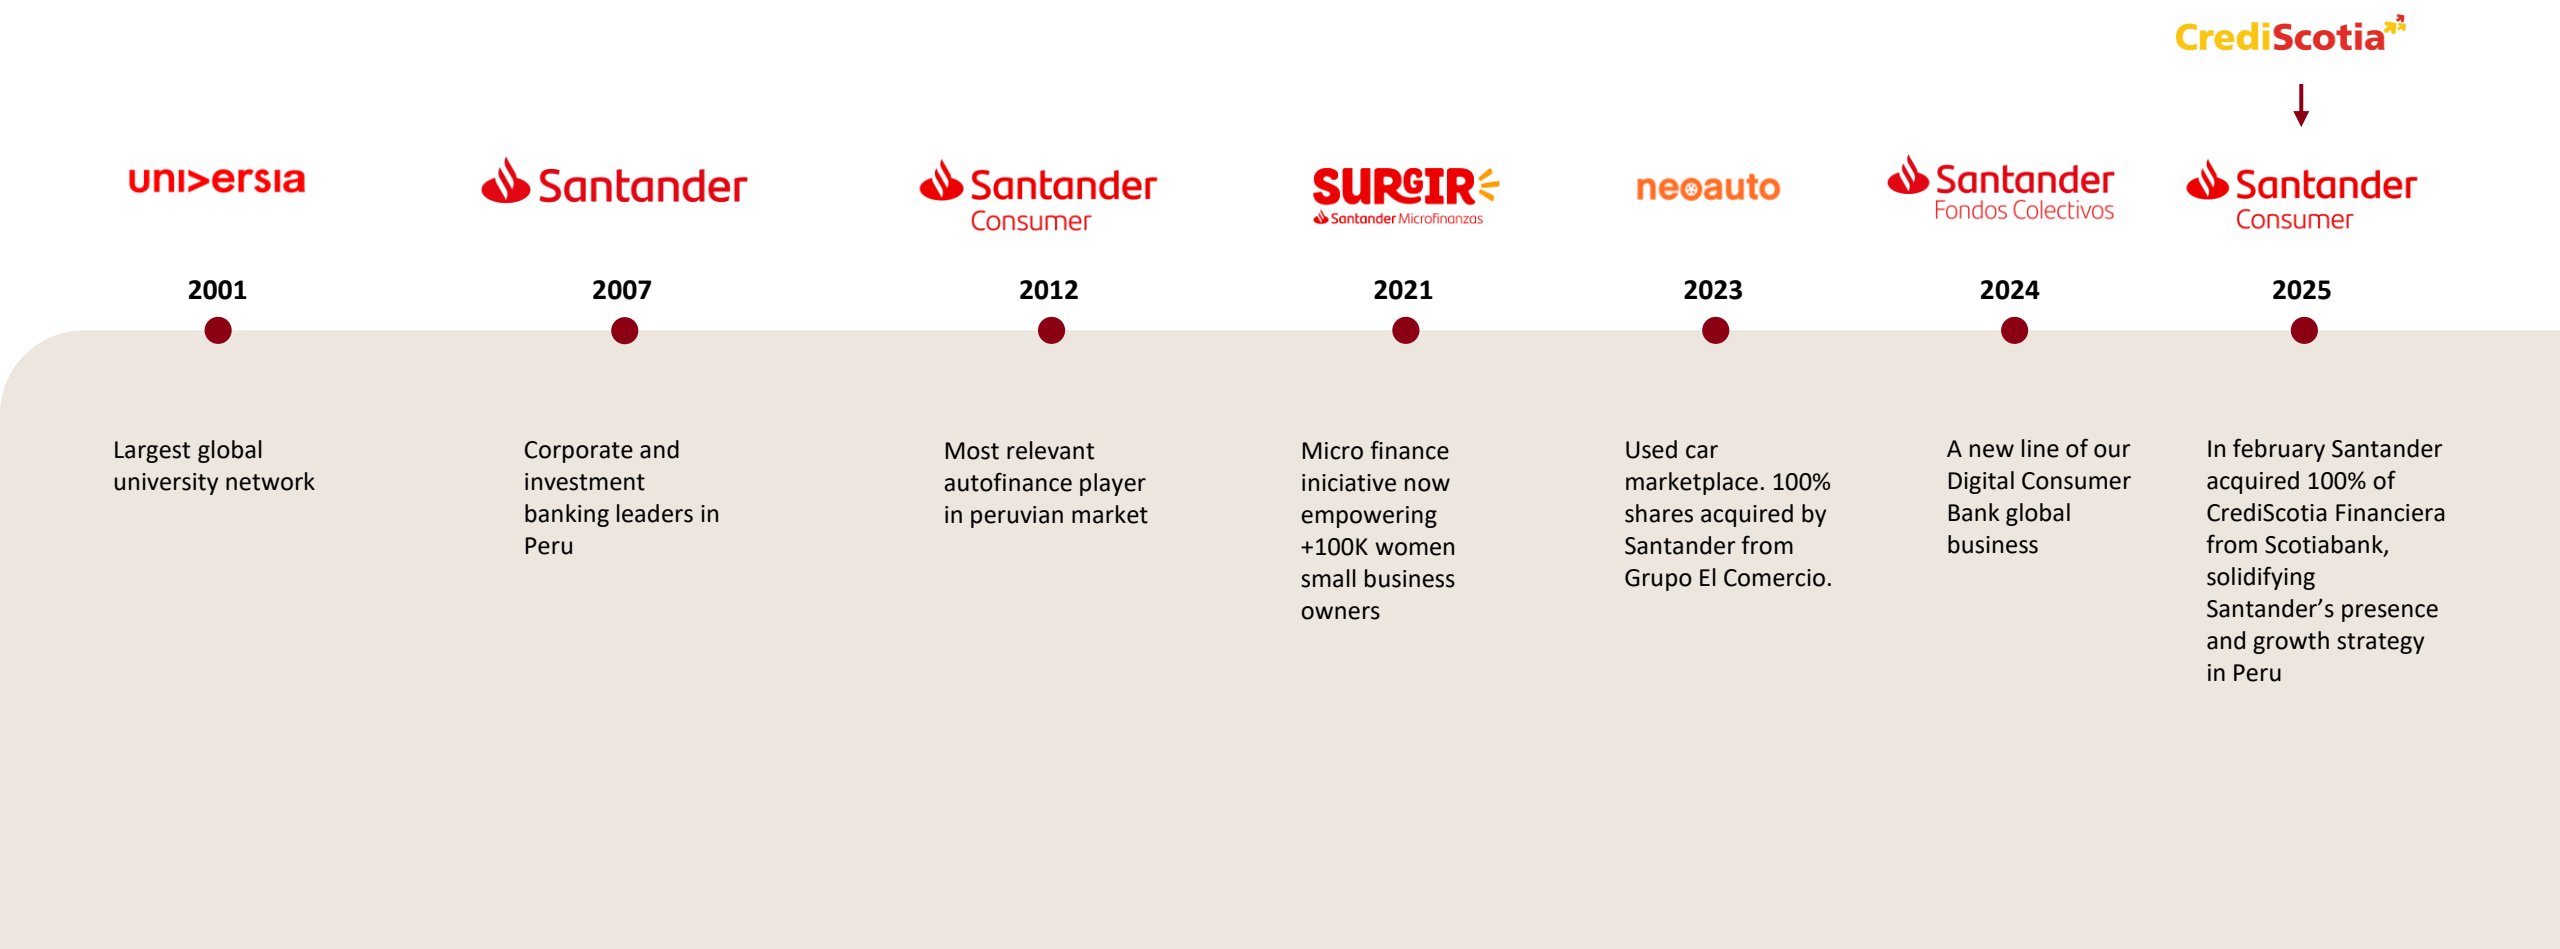 CrediScotia
uni>ersia
Santander
Santander
Consumer
SURGIR
Santander Microfinanzas
neoauto
Santander
Fondos Colectivos
Santander
Consumer
2001
2007
2012
2021
2023
2024
2025
Largest global
university network
Corporate and
investment
banking leaders in
Peru
Most relevant
autofinance player
in peruvian market
Micro finance
iniciative now
empowering
+100K women
small business
owners
Used car
marketplace. 100%
shares acquired by
Santander from
Grupo El Comercio.
A new line of our
Digital Consumer
Bank global
business
In february Santander
acquired 100% of
CrediScotia Financiera
from Scotiabank,
solidifying
Santander’s presence
and growth strategy
in Peru